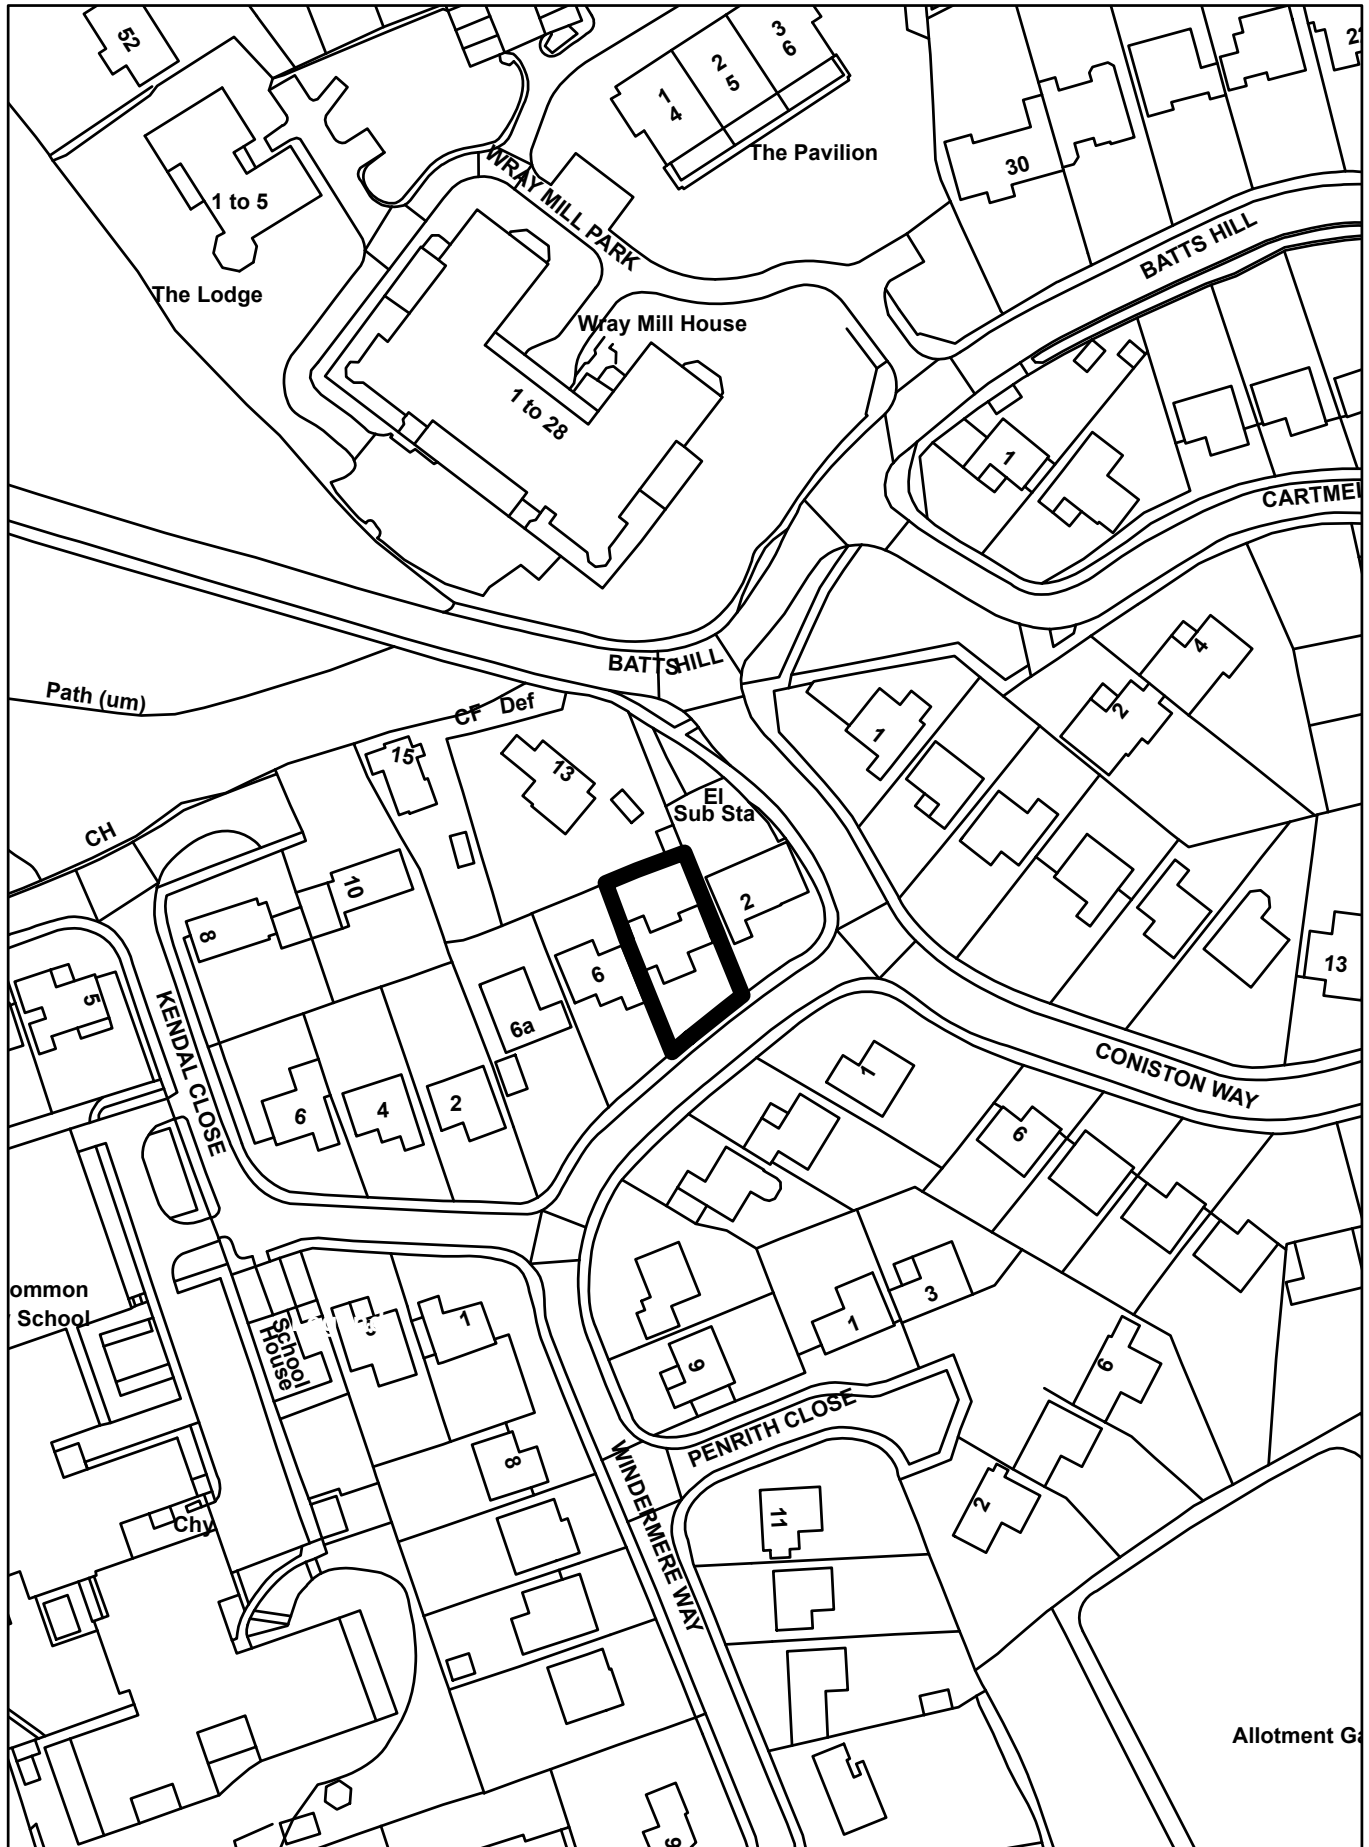 52
3
6
2
5
1
4
The Pavilion
30
WRAY MILL PARK
1 to 5
BATTS HILL
The Lodge
Wray Mill House
1 to 28
1
CARTMEL
BATTS HILL
4
2
Path (um)
CF Def
1
15
13
El
Sub Sta
CH
10
2
8
6
13
5
6a
KENDAL CLOSE
CONISTON WAY
1
6
4
2
6
ommon
School
School
House
1
3
1
9
6
PENRITH CLOSE
8
WINDERMERE WAY
2
11
Chy
Allotment Ga